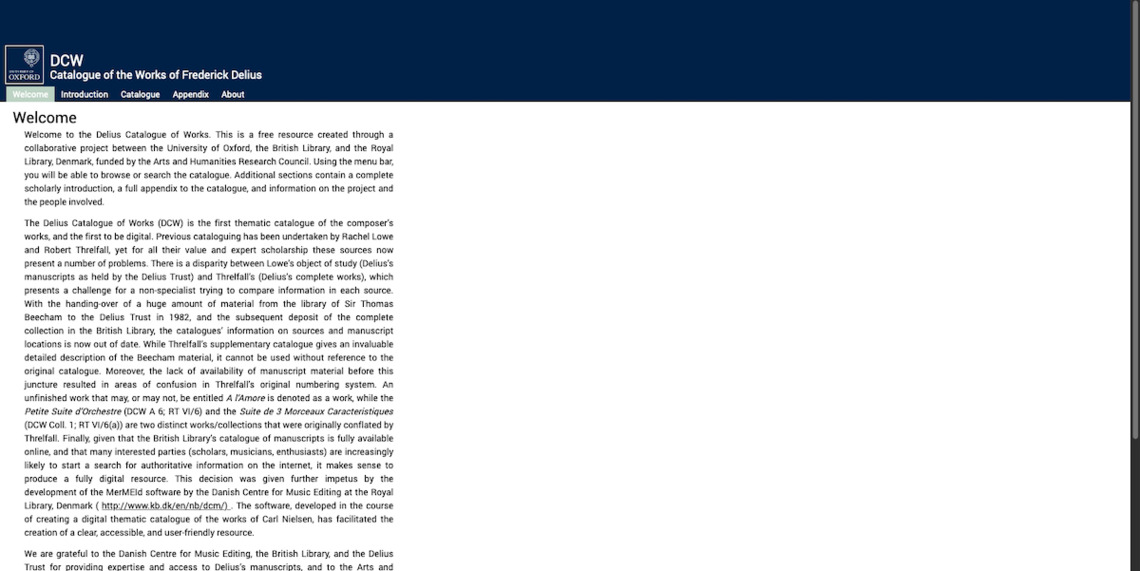 UNIVERSITY OF
OXFORD
DCW
Catalogue of the Works of Frederick Delius
Welcome Introduction Catalogue Appendix About
Welcome
Welcome to the Delius Catalogue of Works. This is a free resource created through a
collaborative project between the University of Oxford, the British Library, and the Royal
Library, Denmark, funded by the Arts and Humanities Research Council. Using the menu bar,
you will be able to browse or search the catalogue. Additional sections contain a complete
scholarly introduction, a full appendix to the catalogue, and information on the project and
the people involved.
The Delius Catalogue of Works (DCW) is the first thematic catalogue of the composer's
works, and the first to be digital. Previous cataloguing has been undertaken by Rachel Lowe
and Robert Threlfall, yet for all their value and expert scholarship these sources now
present a number of problems. There is a disparity between Lowe's object of study (Delius's
manuscripts as held by the Delius Trust) and Threlfall's (Delius's complete works), which
presents a challenge for a non-specialist trying to compare information in each source.
With the handing-over of a huge amount of material from the library of Sir Thomas
Beecham to the Delius Trust in 1982, and the subsequent deposit of the complete
collection in the British Library, the catalogues' information on sources and manuscript
locations is now out of date. While Threlfall's supplementary catalogue gives an invaluable
detailed description of the Beecham material, it cannot be used without reference to the
original catalogue. Moreover, the lack of availability of manuscript material before this
juncture resulted in areas of confusion in Threlfall's original numbering system. An
unfinished work that may, or may not, be entitled A l'Amore is denoted as a work, while the
Petite Suite d'Orchestre (DCW A 6; RT VI/6) and the Suite de 3 Morceaux Caracteristiques
(DCW Coll. 1; RT VI/6(a)) are two distinct works/collections that were originally conflated by
Threlfall. Finally, given that the British Library's catalogue of manuscripts is fully available
online, and that many interested parties (scholars, musicians, enthusiasts) are increasingly
likely to start a search for authoritative information on the internet, it makes sense to
produce a fully digital resource. This decision was given further impetus by the
development of the MerMEId software by the Danish Centre for Music Editing at the Royal
Library, Denmark ( http://www.kb.dk/en/nb/dcm/) . The software, developed in the course
of creating a digital thematic catalogue of the works of Carl Nielsen, has facilitated the
creation of a clear, accessible, and user-friendly resource.
We are grateful to the Danish Centre for Music Editing, the British Library, and the Delius
Trust for providing expertise and access to Delius's manuscripts, and to the Arts and